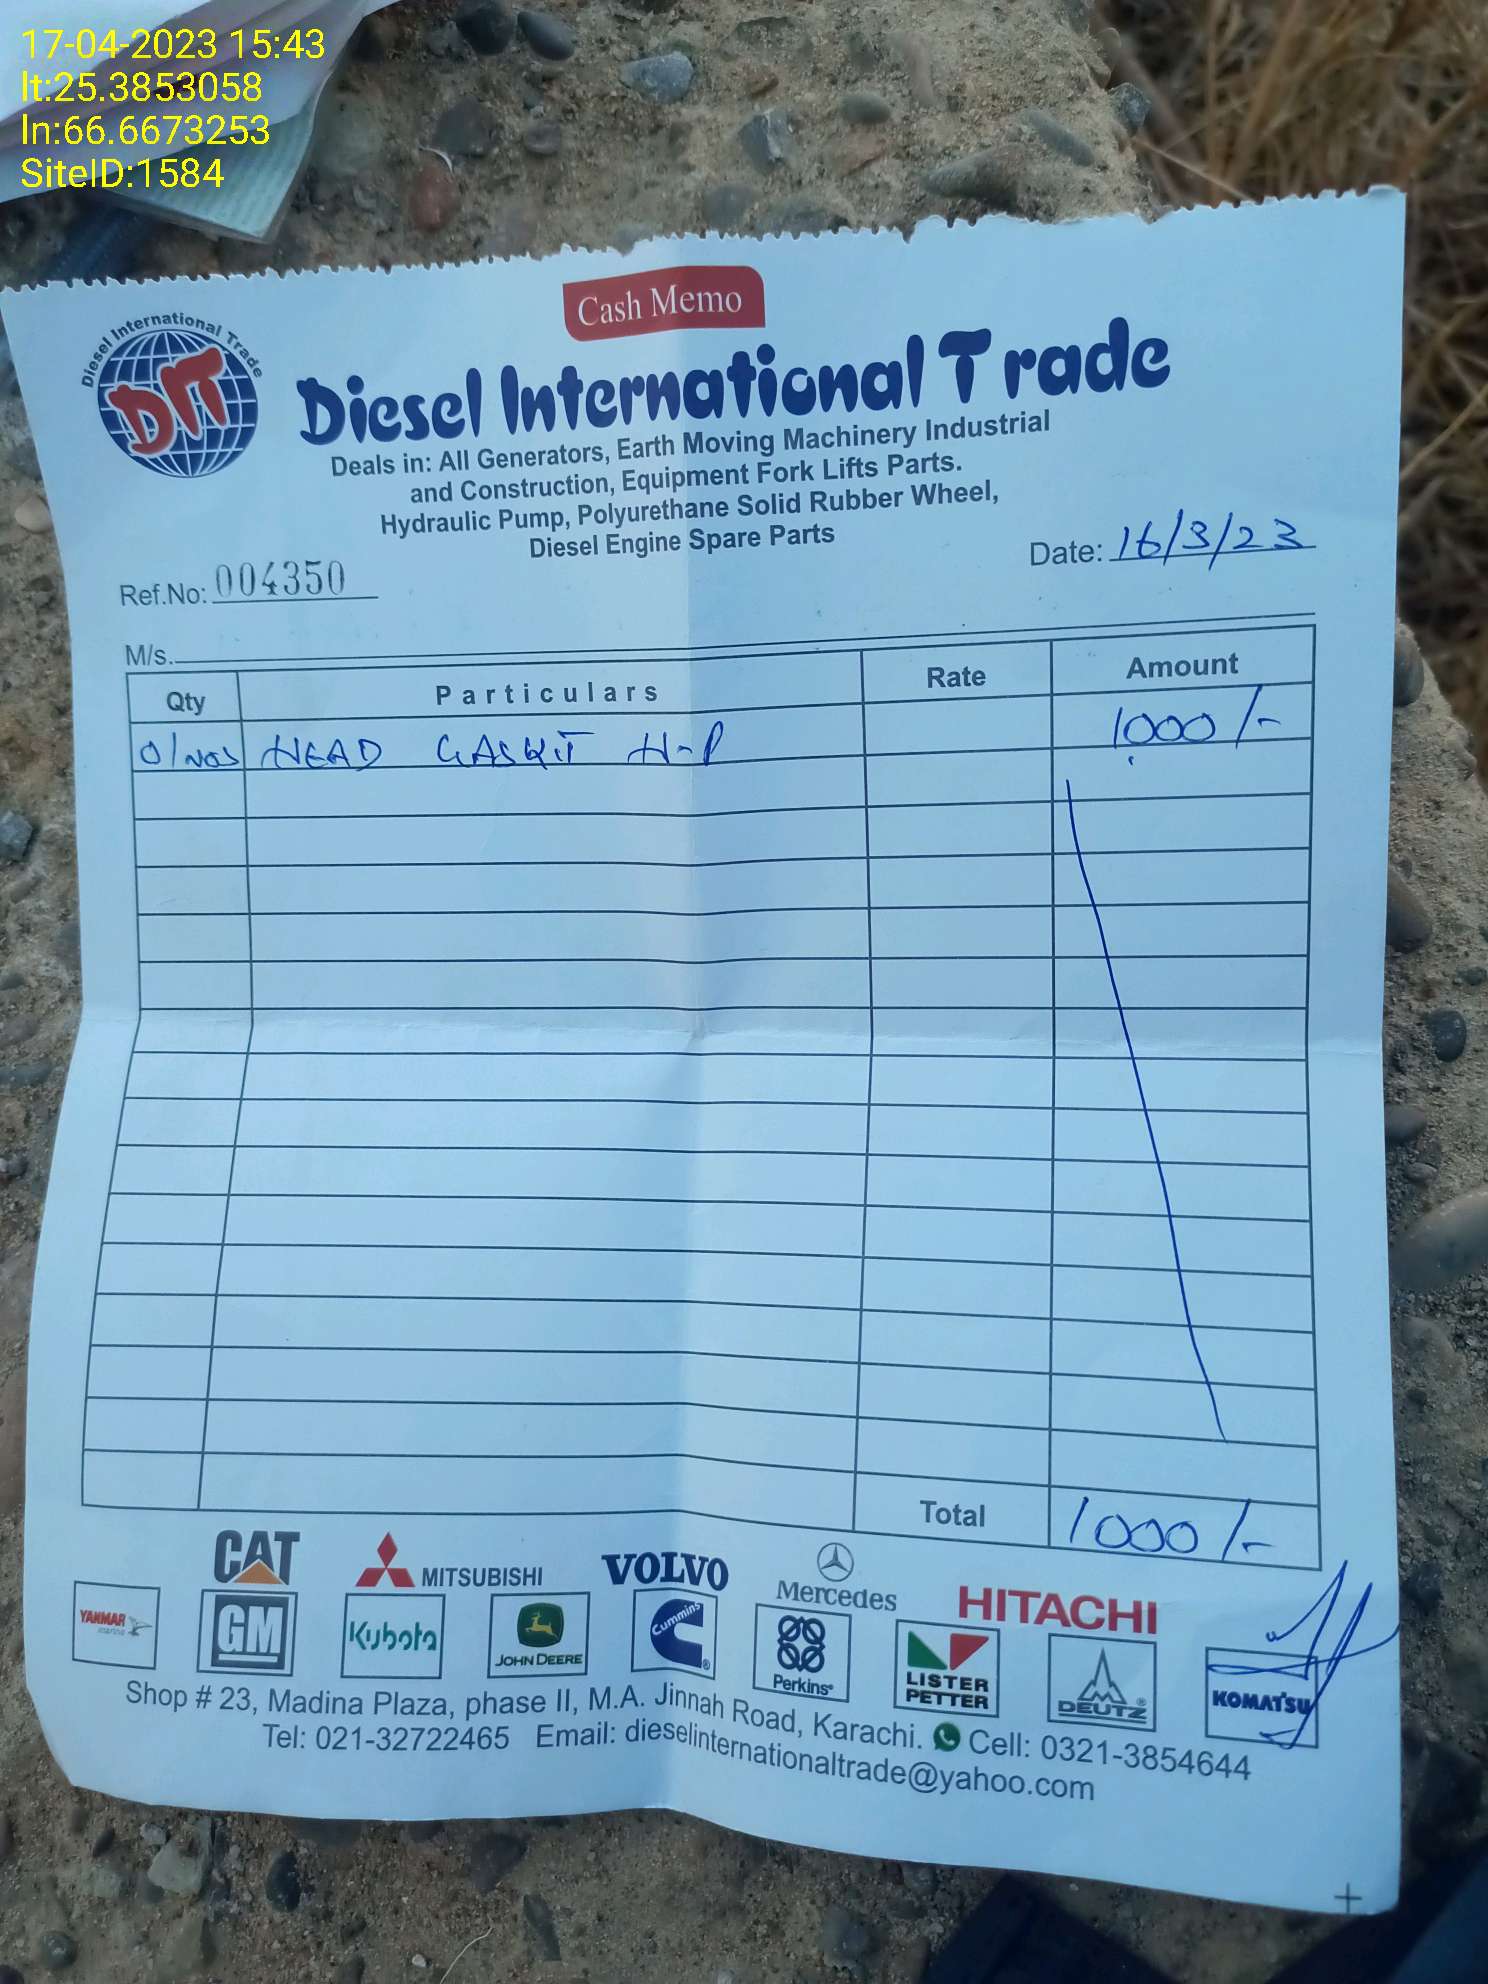 17-04-2023 15:43
lt:25.3853058
ln:66.6673253
SiteID:1584
Cash Memo
Diesel International Trade
DIT
Diesel International Trade
Deals in: All Generators, Earth Moving Machinery Industrial
and Construction, Equipment Fork Lifts Parts.
Hydraulic Pump, Polyurethane Solid Rubber Wheel,
Diesel Engine Spare Parts
Ref.No: 004350
Date: 16/3/23
M/s.
Qty Particulars Rate Amount
01 NOS HEAD GASKIT H-P 1000/-
Total 1000/-
CAT MITSUBISHI VOLVO Mercedes HITACHI
YANMAR marine GM Kubota JOHN DEERE Cummins Perkins LISTER PETTER DEUTZ KOMATSU
Shop # 23, Madina Plaza, phase II, M.A. Jinnah Road, Karachi. Cell: 0321-3854644
Tel: 021-32722465 Email: dieselinternationaltrade@yahoo.com